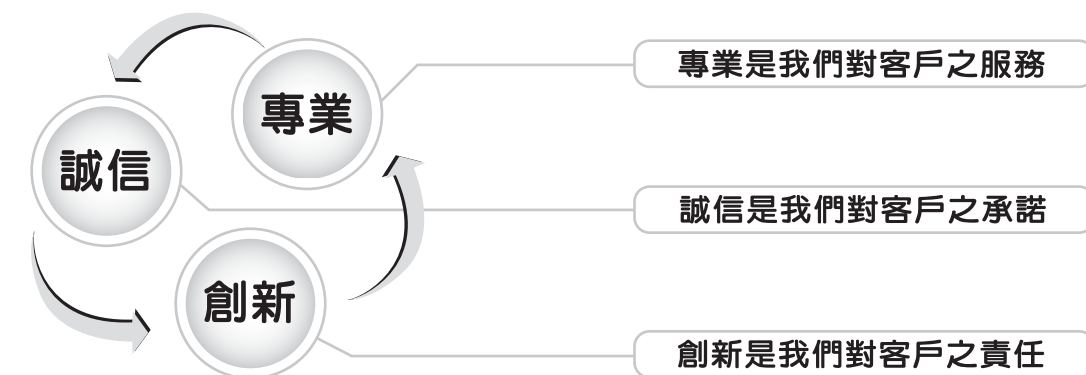 專業
專業是我們對客戶之服務
誠信
誠信是我們對客戶之承諾
創新
創新是我們對客戶之責任